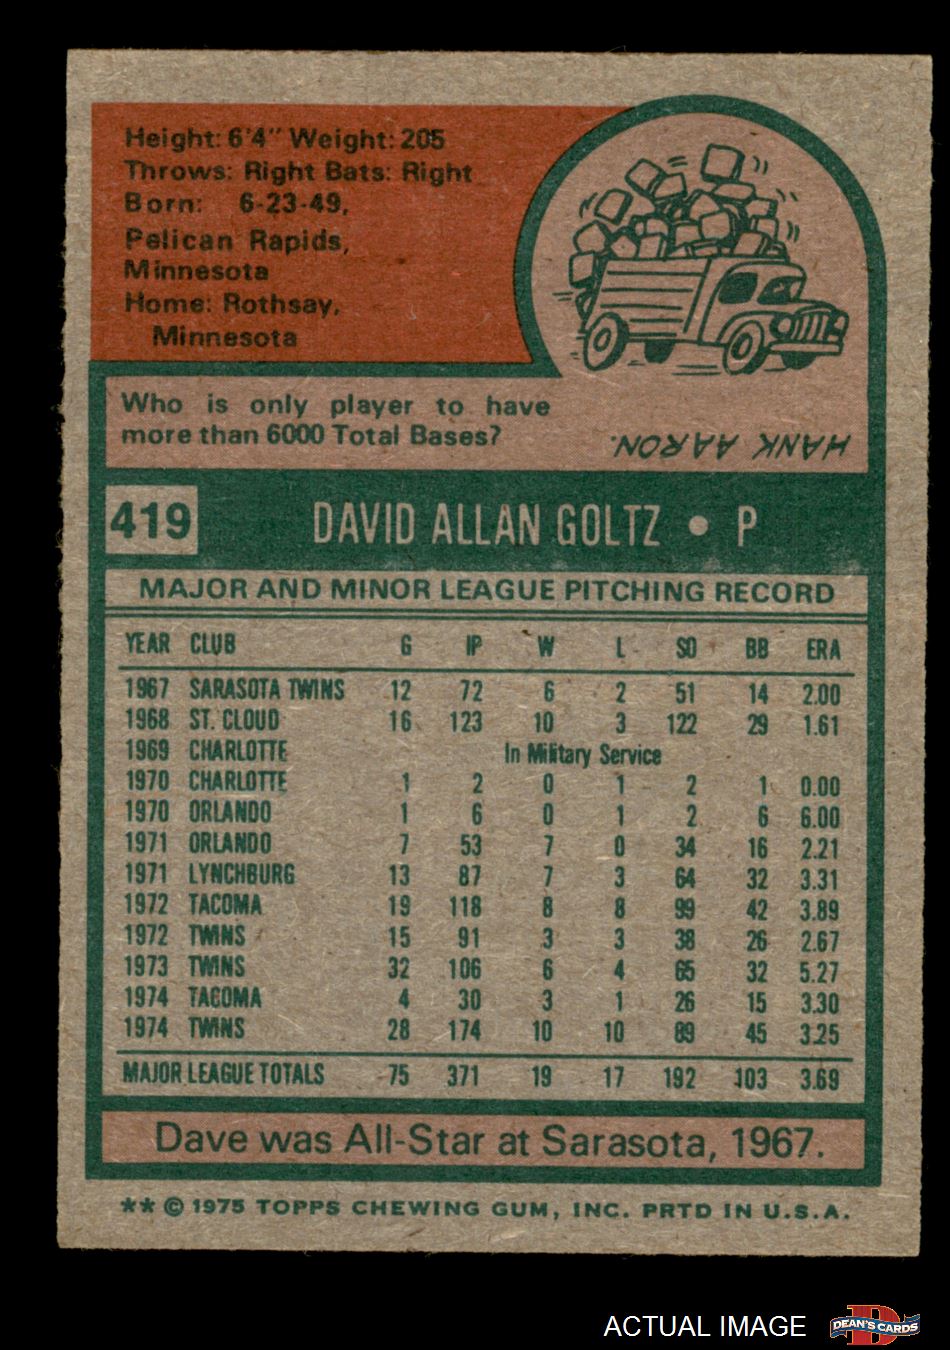 Height: 6'4" Weight: 205
Throws: Right Bats: Right
Born: 6-23-49,
Pelican Rapids,
Minnesota
Home: Rothsay,
Minnesota
Who is only player to have
more than 6000 Total Bases?
HANK AARON.
419 DAVID ALLAN GOLTZ • P
MAJOR AND MINOR LEAGUE PITCHING RECORD
YEAR CLUB G IP W L SO BB ERA
1967 SARASOTA TWINS 12 72 6 2 51 14 2.00
1968 ST. CLOUD 16 123 10 3 122 29 1.61
1969 CHARLOTTE In Military Service
1970 CHARLOTTE 1 2 0 1 2 1 0.00
1970 ORLANDO 1 6 0 1 2 6 6.00
1971 ORLANDO 7 53 7 0 34 16 2.21
1971 LYNCHBURG 13 87 7 3 64 32 3.31
1972 TACOMA 19 118 8 8 99 42 3.89
1972 TWINS 15 91 3 3 38 26 2.67
1973 TWINS 32 106 6 4 65 32 5.27
1974 TACOMA 4 30 3 1 26 15 3.30
1974 TWINS 28 174 10 10 89 45 3.25
MAJOR LEAGUE TOTALS 75 371 19 17 192 103 3.69
Dave was All-Star at Sarasota, 1967.
** © 1975 TOPPS CHEWING GUM, INC. PRTD IN U.S.A.
ACTUAL IMAGE
DEAN'S CARDS